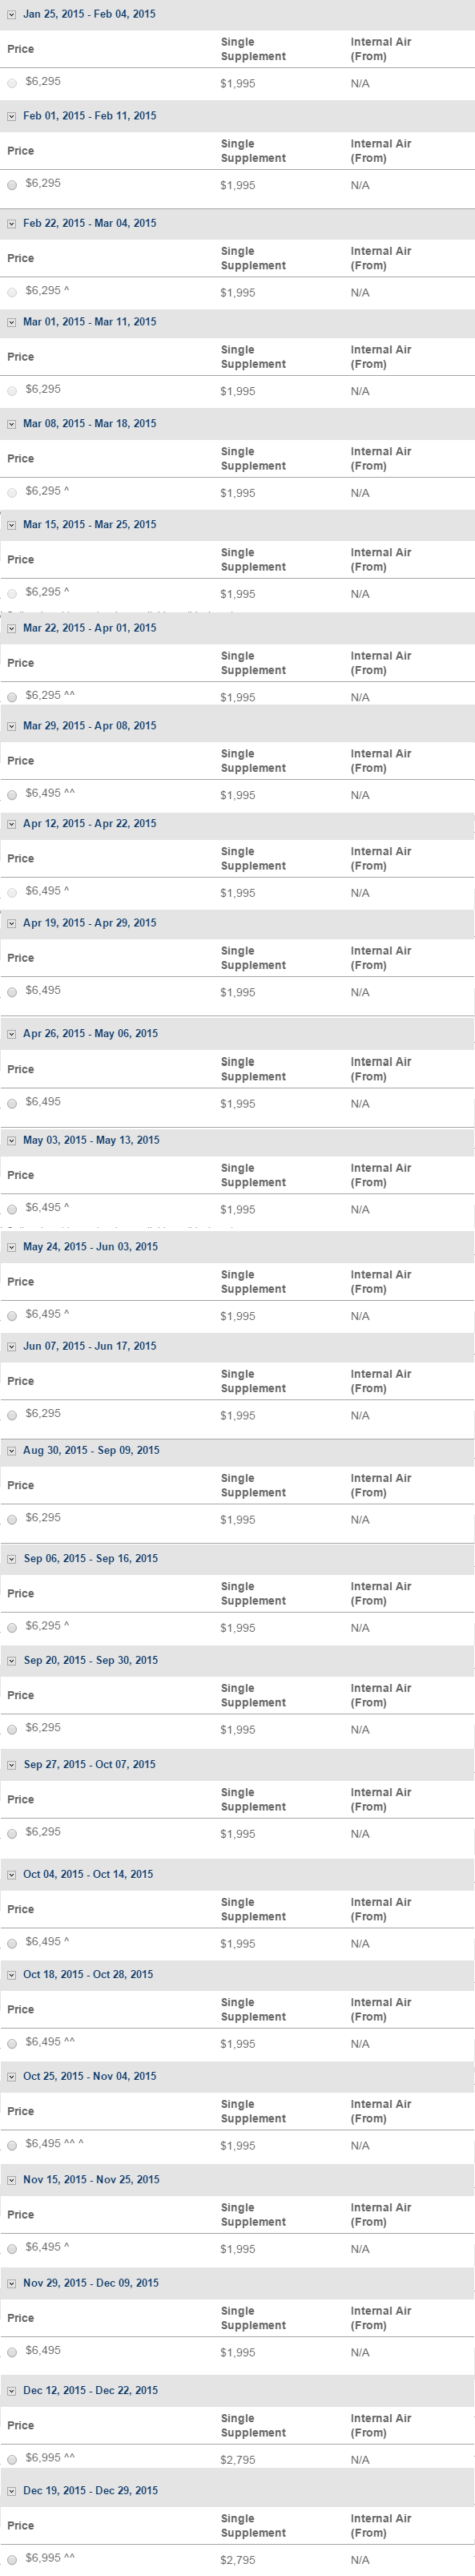 Jan 25, 2015 - Feb 04, 2015
Price Single Supplement Internal Air (From)
$6,295 $1,995 N/A
Feb 01, 2015 - Feb 11, 2015
Price Single Supplement Internal Air (From)
$6,295 $1,995 N/A
Feb 22, 2015 - Mar 04, 2015
Price Single Supplement Internal Air (From)
$6,295 ^ $1,995 N/A
Mar 01, 2015 - Mar 11, 2015
Price Single Supplement Internal Air (From)
$6,295 $1,995 N/A
Mar 08, 2015 - Mar 18, 2015
Price Single Supplement Internal Air (From)
$6,295 ^ $1,995 N/A
Mar 15, 2015 - Mar 25, 2015
Price Single Supplement Internal Air (From)
$6,295 ^ $1,995 N/A
Mar 22, 2015 - Apr 01, 2015
Price Single Supplement Internal Air (From)
$6,295 ^^ $1,995 N/A
Mar 29, 2015 - Apr 08, 2015
Price Single Supplement Internal Air (From)
$6,495 ^^ $1,995 N/A
Apr 12, 2015 - Apr 22, 2015
Price Single Supplement Internal Air (From)
$6,495 ^ $1,995 N/A
Apr 19, 2015 - Apr 29, 2015
Price Single Supplement Internal Air (From)
$6,495 $1,995 N/A
Apr 26, 2015 - May 06, 2015
Price Single Supplement Internal Air (From)
$6,495 $1,995 N/A
May 03, 2015 - May 13, 2015
Price Single Supplement Internal Air (From)
$6,495 ^ $1,995 N/A
May 24, 2015 - Jun 03, 2015
Price Single Supplement Internal Air (From)
$6,495 ^ $1,995 N/A
Jun 07, 2015 - Jun 17, 2015
Price Single Supplement Internal Air (From)
$6,295 $1,995 N/A
Aug 30, 2015 - Sep 09, 2015
Price Single Supplement Internal Air (From)
$6,295 $1,995 N/A
Sep 06, 2015 - Sep 16, 2015
Price Single Supplement Internal Air (From)
$6,295 ^ $1,995 N/A
Sep 20, 2015 - Sep 30, 2015
Price Single Supplement Internal Air (From)
$6,295 $1,995 N/A
Sep 27, 2015 - Oct 07, 2015
Price Single Supplement Internal Air (From)
$6,295 $1,995 N/A
Oct 04, 2015 - Oct 14, 2015
Price Single Supplement Internal Air (From)
$6,495 ^ $1,995 N/A
Oct 18, 2015 - Oct 28, 2015
Price Single Supplement Internal Air (From)
$6,495 ^^ $1,995 N/A
Oct 25, 2015 - Nov 04, 2015
Price Single Supplement Internal Air (From)
$6,495 ^^ ^ $1,995 N/A
Nov 15, 2015 - Nov 25, 2015
Price Single Supplement Internal Air (From)
$6,495 ^ $1,995 N/A
Nov 29, 2015 - Dec 09, 2015
Price Single Supplement Internal Air (From)
$6,495 $1,995 N/A
Dec 12, 2015 - Dec 22, 2015
Price Single Supplement Internal Air (From)
$6,995 ^^ $2,795 N/A
Dec 19, 2015 - Dec 29, 2015
Price Single Supplement Internal Air (From)
$6,995 ^^ $2,795 N/A